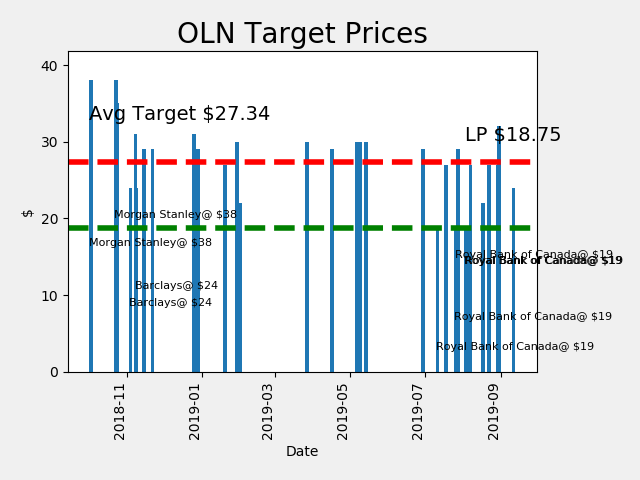 OLN Target Prices
40
Avg Target $27.34
LP $18.75
30
Morgan Stanley@ $38
20
Morgan Stanley@ $38
Royal Bank of Canada@ $19
Royal Bank of Canada@ $19
Barclays@ $24
10
Barclays@ $24
Royal Bank of Canada@ $19
Royal Bank of Canada@ $19
0
$
2018-11
2019-01
2019-03
2019-05
2019-07
2019-09
Date